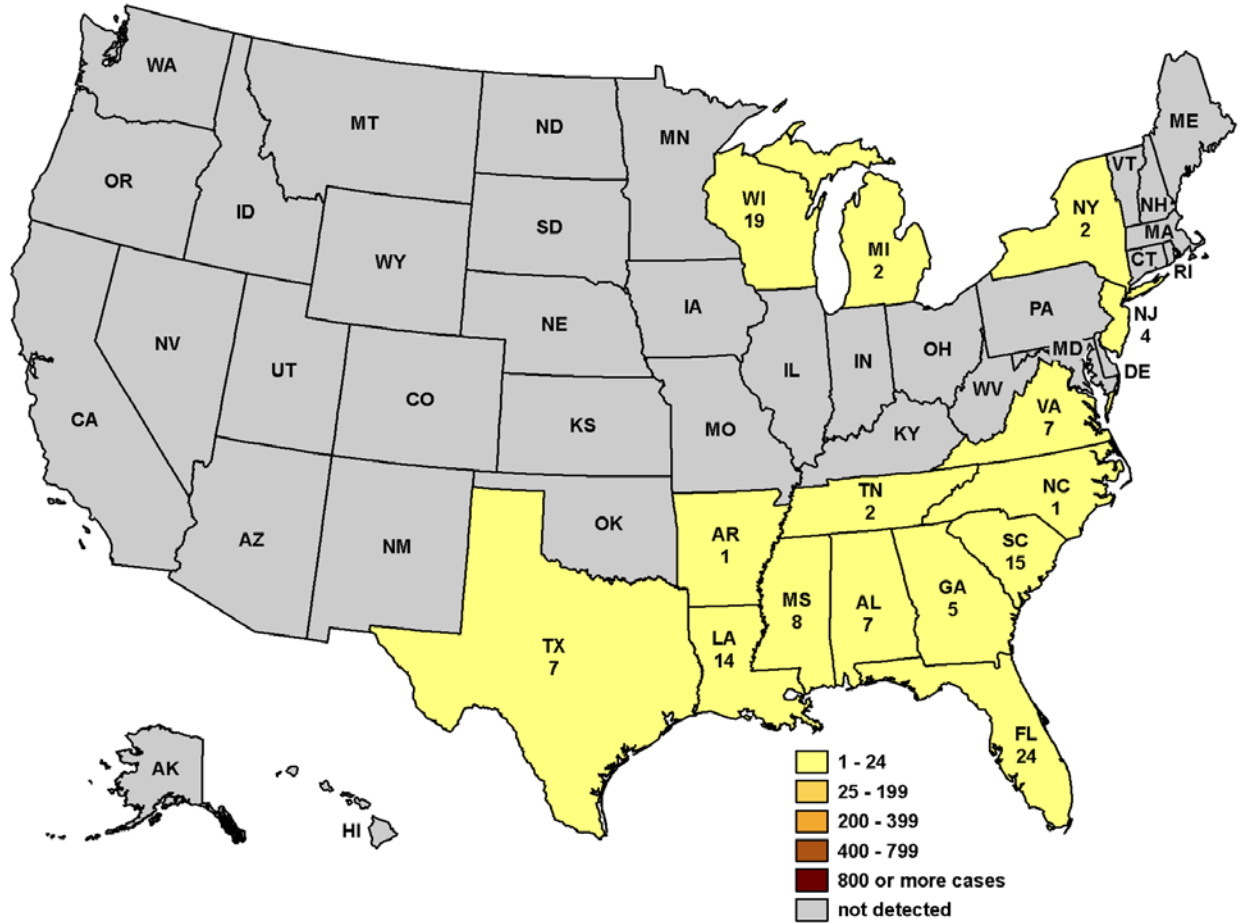 WA
MT
ND
MN
ME
OR
ID
SD
WI
19
MI
2
VT
NH
NY
2
MA
CT
RI
WY
IA
NE
PA
NJ
4
NV
UT
CO
IL
IN
OH
MD
DE
WV
VA
7
CA
KS
MO
KY
AZ
NM
OK
AR
1
TN
2
NC
1
SC
15
MS
8
AL
7
GA
5
TX
7
LA
14
FL
24
AK
HI
1 - 24
25 - 199
200 - 399
400 - 799
800 or more cases
not detected